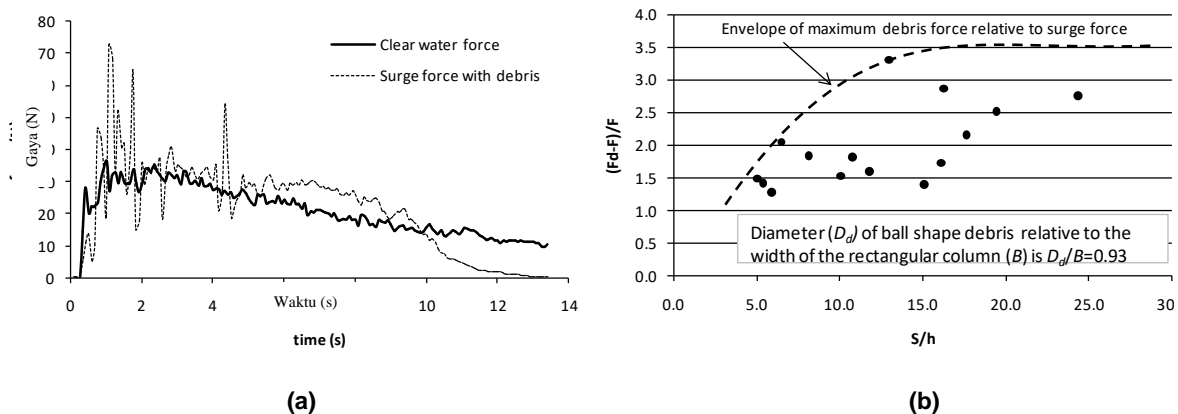 80
70
60
20
10
0
Gaya (N)
Clear water force
Surge force with debris
0
2
4
6
8
10
12
14
Waktu (s)
time (s)
(a)
Envelope of maximum debris force relative to surge force
4.0
3.5
3.0
2.5
2.0
1.5
1.0
0.5
0.0
(Fd-F)/F
Diameter (Dd) of ball shape debris relative to the
width of the rectangular column (B) is Dd/B=0.93
0.0
5.0
10.0
15.0
20.0
25.0
30
S/h
(b)